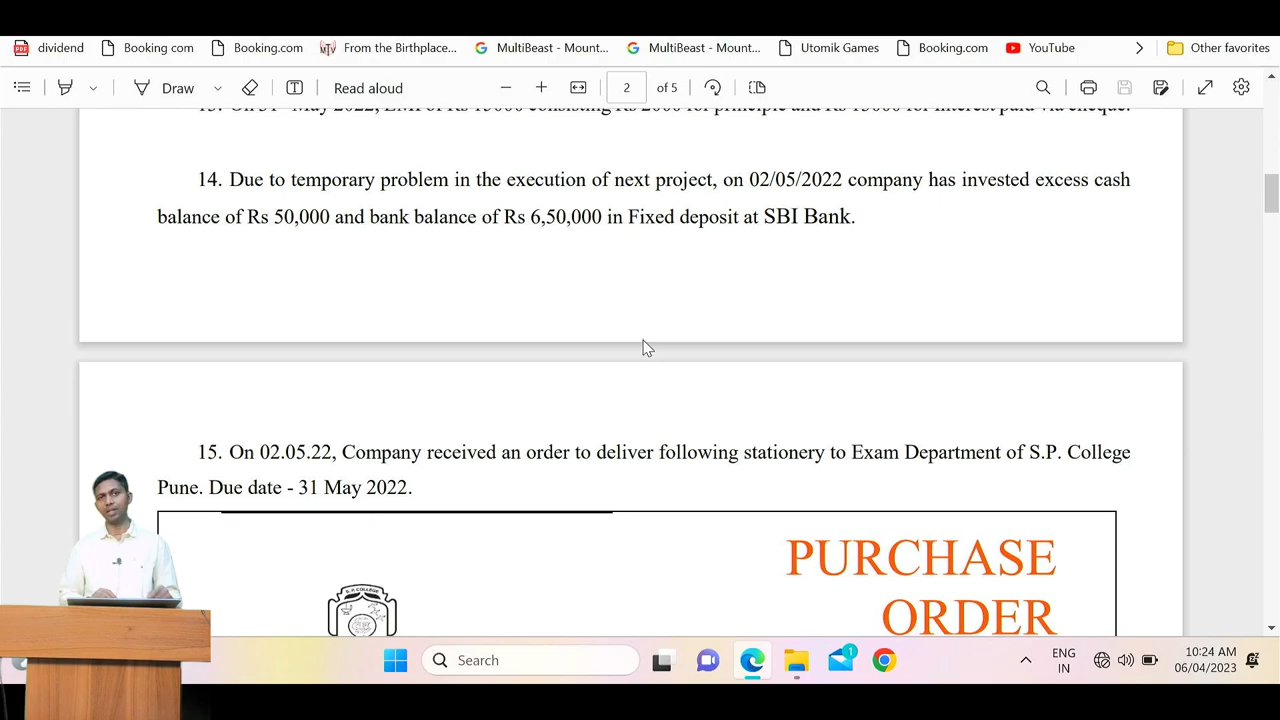 dividend Booking com Booking.com From the Birthplace... MultiBeast - Mount... MultiBeast - Mount... Utomik Games Booking.com YouTube Other favorites
Draw Read aloud 2 of 5
14. Due to temporary problem in the execution of next project, on 02/05/2022 company has invested excess cash
balance of Rs 50,000 and bank balance of Rs 6,50,000 in Fixed deposit at SBI Bank.
15. On 02.05.22, Company received an order to deliver following stationery to Exam Department of S.P. College
Pune. Due date - 31 May 2022.
PURCHASE
ORDER
S. P. COLLEGE
Search
1
ENG
IN
10:24 AM
06/04/2023